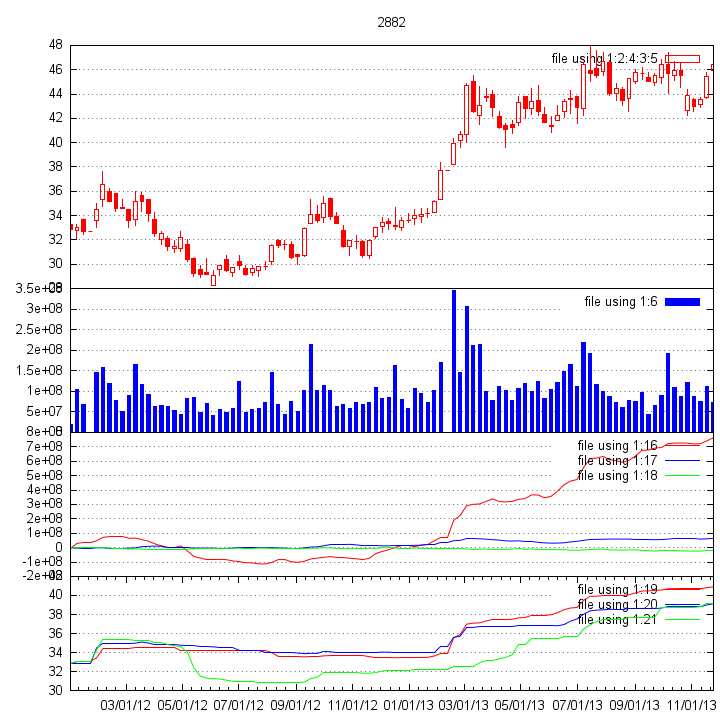 2882
48
file using 1:2:4:3:5
46
44
42
40
38
36
34
32
30
28
3.5e+08
file using 1:6
3e+08
2.5e+08
2e+08
1.5e+08
1e+08
5e+07
0
8e+08
file using 1:16
7e+08
file using 1:17
6e+08
file using 1:18
5e+08
4e+08
3e+08
2e+08
1e+08
0
-1e+08
-2e+08
42
file using 1:19
40
file using 1:20
38
file using 1:21
36
34
32
30
03/01/12 05/01/12 07/01/12 09/01/12 11/01/12 01/01/13 03/01/13 05/01/13 07/01/13 09/01/13 11/01/13